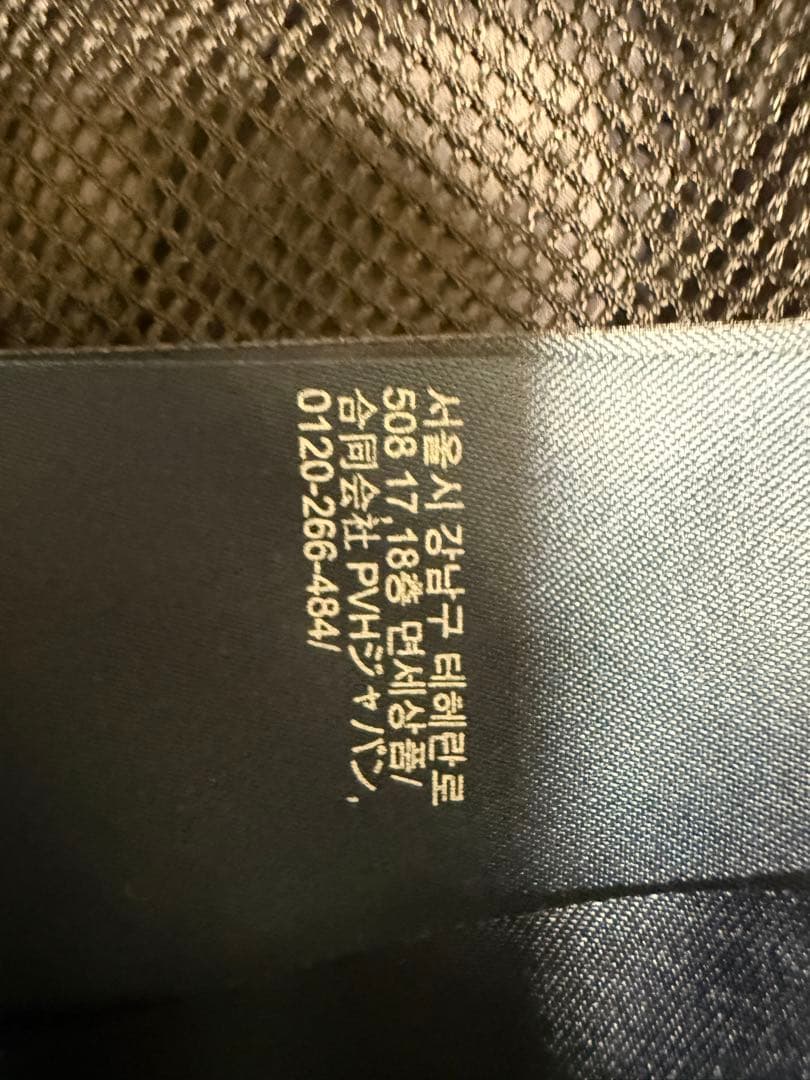 서울시 강남구 테헤란로
508 17 18층 면세상품/
合同会社 PVHジャパン,
0120-266-484/